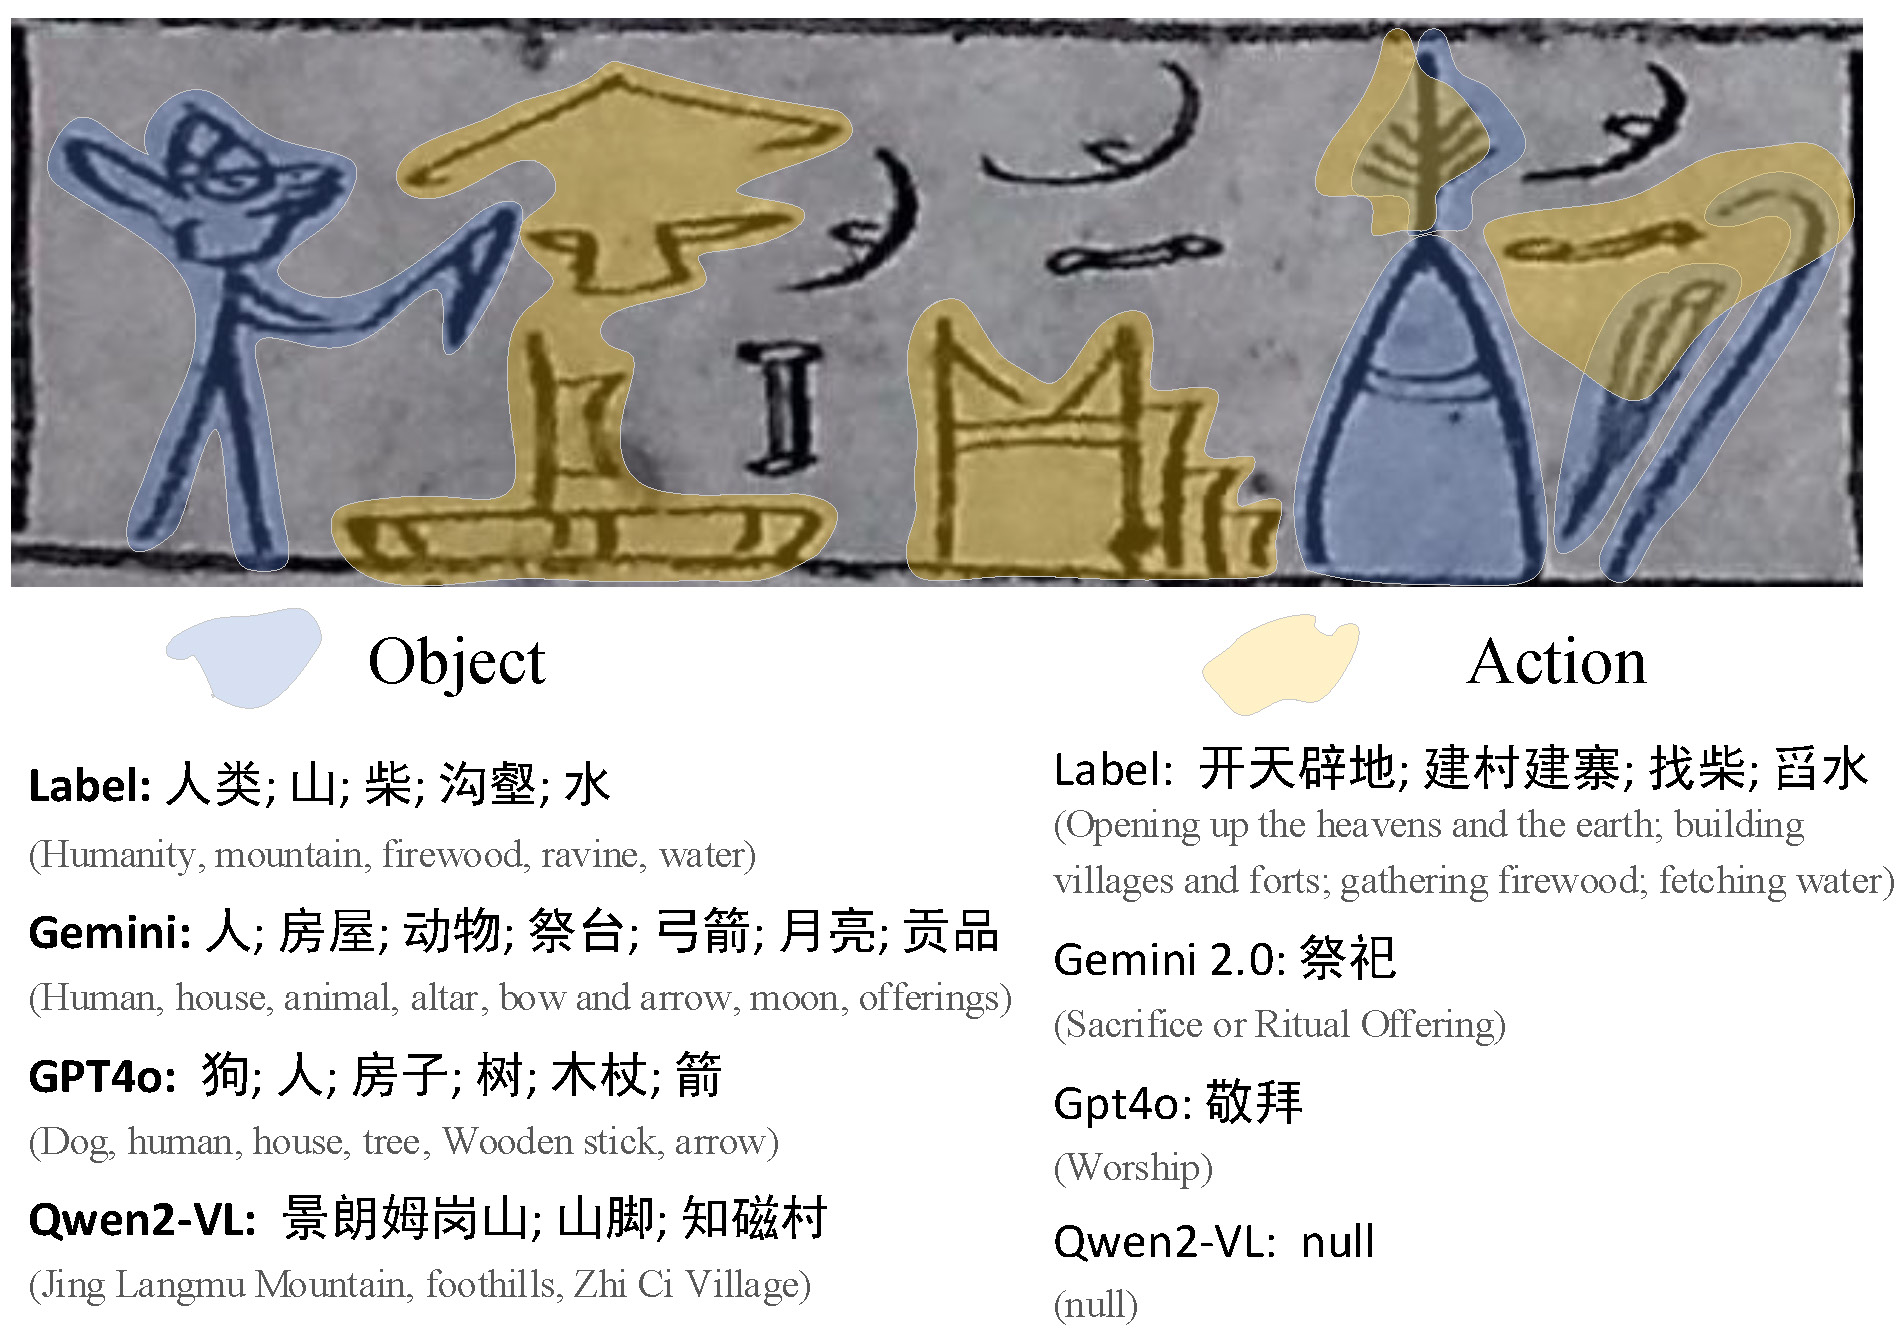 Object
Label: 人类; 山; 柴; 沟壑; 水
(Humanity, mountain, firewood, ravine, water)
Gemini: 人; 房屋; 动物; 祭台; 弓箭; 月亮; 贡品
(Human, house, animal, altar, bow and arrow, moon, offerings)
GPT4o: 狗; 人; 房子; 树; 木杖; 箭
(Dog, human, house, tree, Wooden stick, arrow)
Qwen2-VL: 景朗姆岗山; 山脚; 知磁村
(Jing Langmu Mountain, foothills, Zhi Ci Village)
Action
Label: 开天辟地; 建村建寨; 找柴; 舀水
(Opening up the heavens and the earth; building
villages and forts; gathering firewood; fetching water)
Gemini 2.0: 祭祀
(Sacrifice or Ritual Offering)
Gpt4o: 敬拜
(Worship)
Qwen2-VL: null
(null)